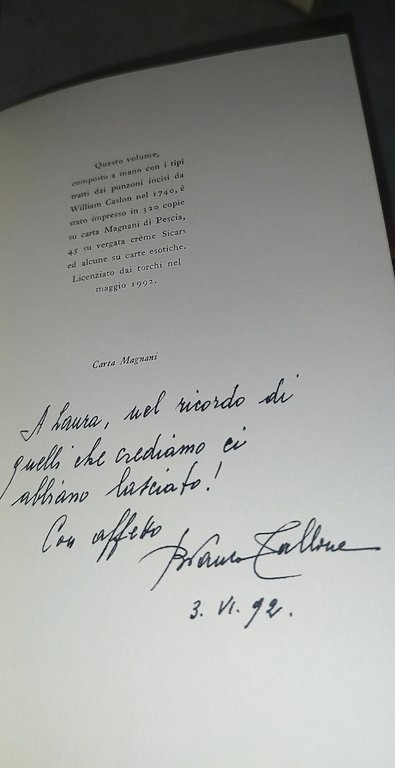 Questo volume,
composto a mano con i tipi
tratti dai punzoni incisi da
William Caslon nel 1740, è
stato impresso in 320 copie
su carta Magnani di Pescia,
45 su vergata crème Sicars
ed alcune su carte esotiche.
Licenziato dai torchi nel
maggio 1992.
Carta Magnani
A Laura, nel ricordo di
quelli che crediamo ci
abbiano lasciato!
Con affetto
Bianca Tallone
3. VI. 92.